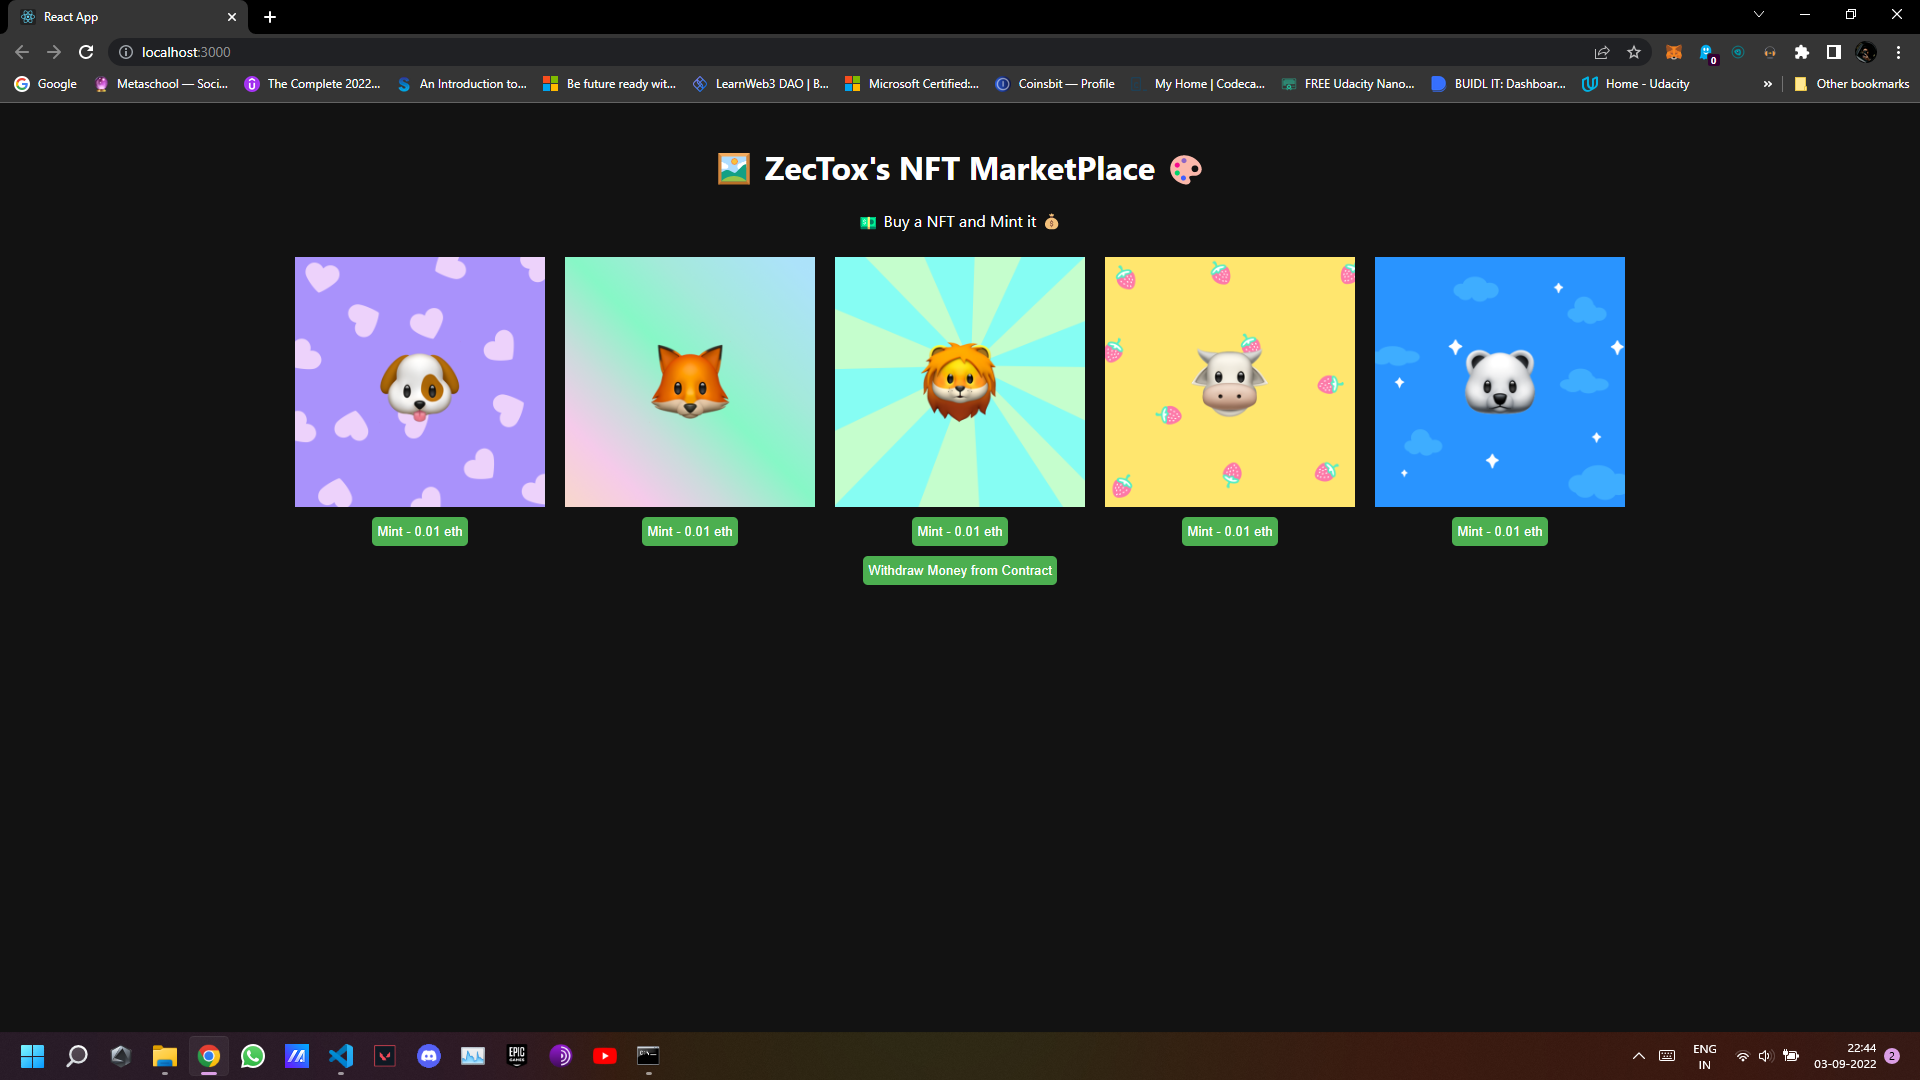 React App
localhost:3000
0
Google
Metaschool — Soci...
The Complete 2022...
An Introduction to...
Be future ready wit...
LearnWeb3 DAO | B...
Microsoft Certified:...
Coinsbit — Profile
My Home | Codeca...
FREE Udacity Nano...
BUIDL IT: Dashboar...
Home - Udacity
»
Other bookmarks
ZecTox's NFT MarketPlace
Buy a NFT and Mint it
Mint - 0.01 eth
Mint - 0.01 eth
Mint - 0.01 eth
Mint - 0.01 eth
Mint - 0.01 eth
Withdraw Money from Contract
EPIC
GAMES
ENG
IN
22:44
03-09-2022
2